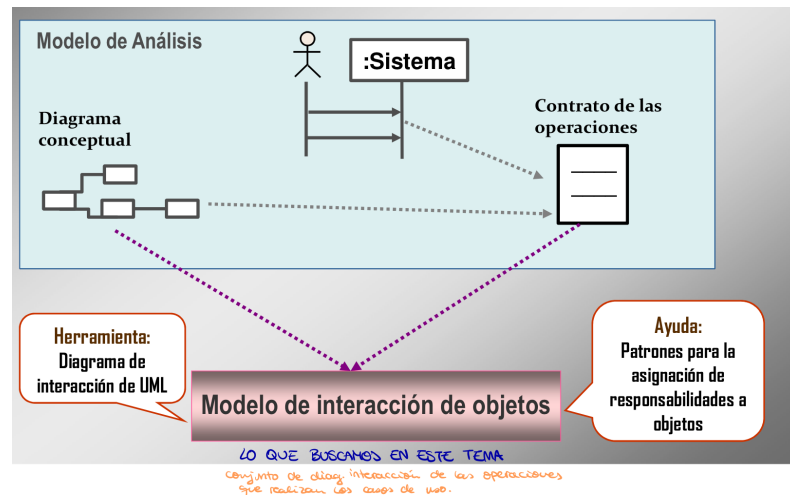 Modelo de Análisis
:Sistema
Diagrama
conceptual
Contrato de las
operaciones
Herramienta:
Diagrama de
interacción de UML
Ayuda:
Patrones para la
asignación de
responsabilidades a
objetos
Modelo de interacción de objetos
LO QUE BUSCAMOS EN ESTE TEMA
conjunto de diag. interacción de las operaciones
que realizan los casos de uso.